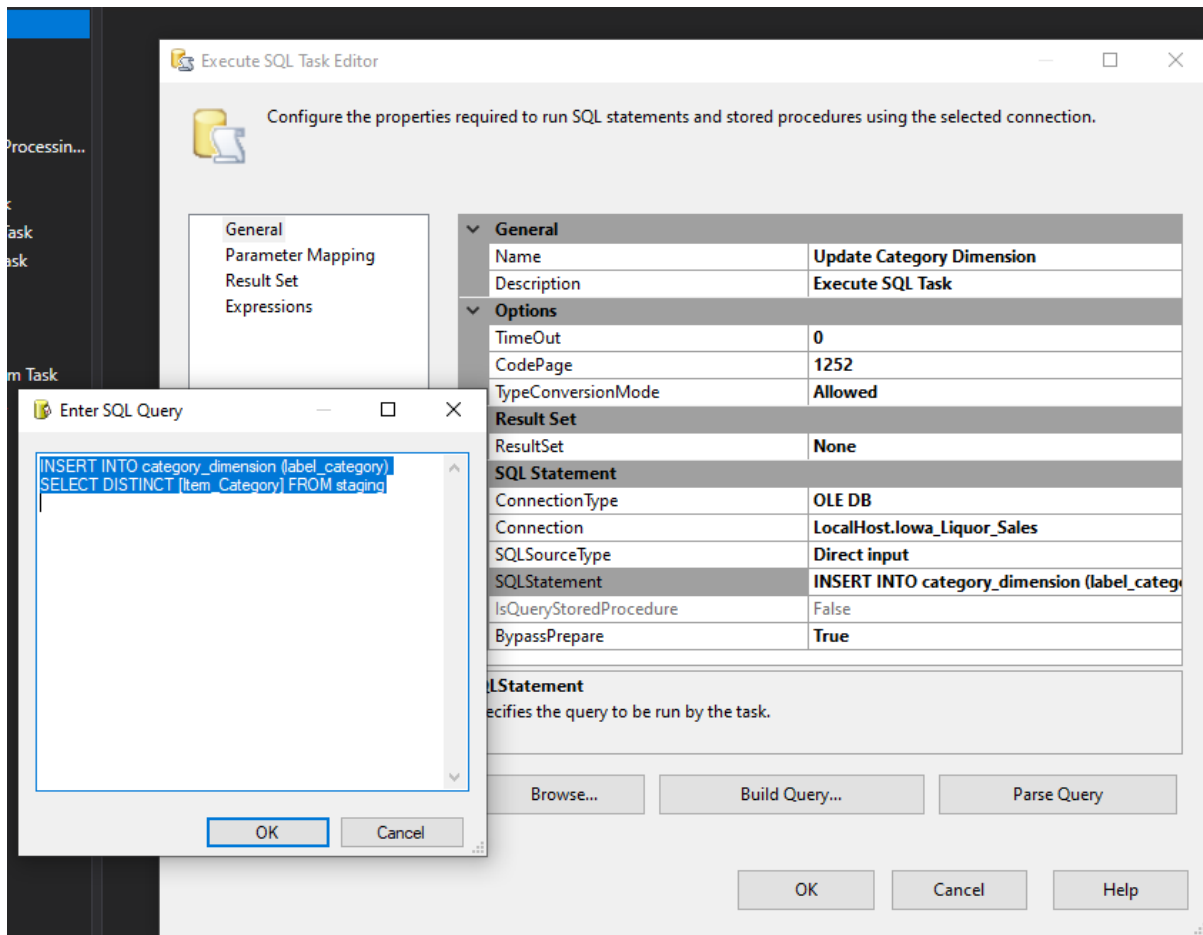 Execute SQL Task Editor
Configure the properties required to run SQL statements and stored procedures using the selected connection.
Processin...
Task
ask
m Task
General
Parameter Mapping
Result Set
Expressions
General
Name Update Category Dimension
Description Execute SQL Task
Options
TimeOut 0
CodePage 1252
TypeConversionMode Allowed
Result Set
ResultSet None
SQL Statement
ConnectionType OLE DB
Connection LocalHost.Iowa_Liquor_Sales
SQLSourceType Direct input
SQLStatement INSERT INTO category_dimension (label_catego
IsQueryStoredProcedure False
BypassPrepare True
LStatement
ecifies the query to be run by the task.
Browse... Build Query... Parse Query
OK Cancel Help
Enter SQL Query
INSERT INTO category_dimension (label_category)
SELECT DISTINCT [Item_Category] FROM staging
OK Cancel